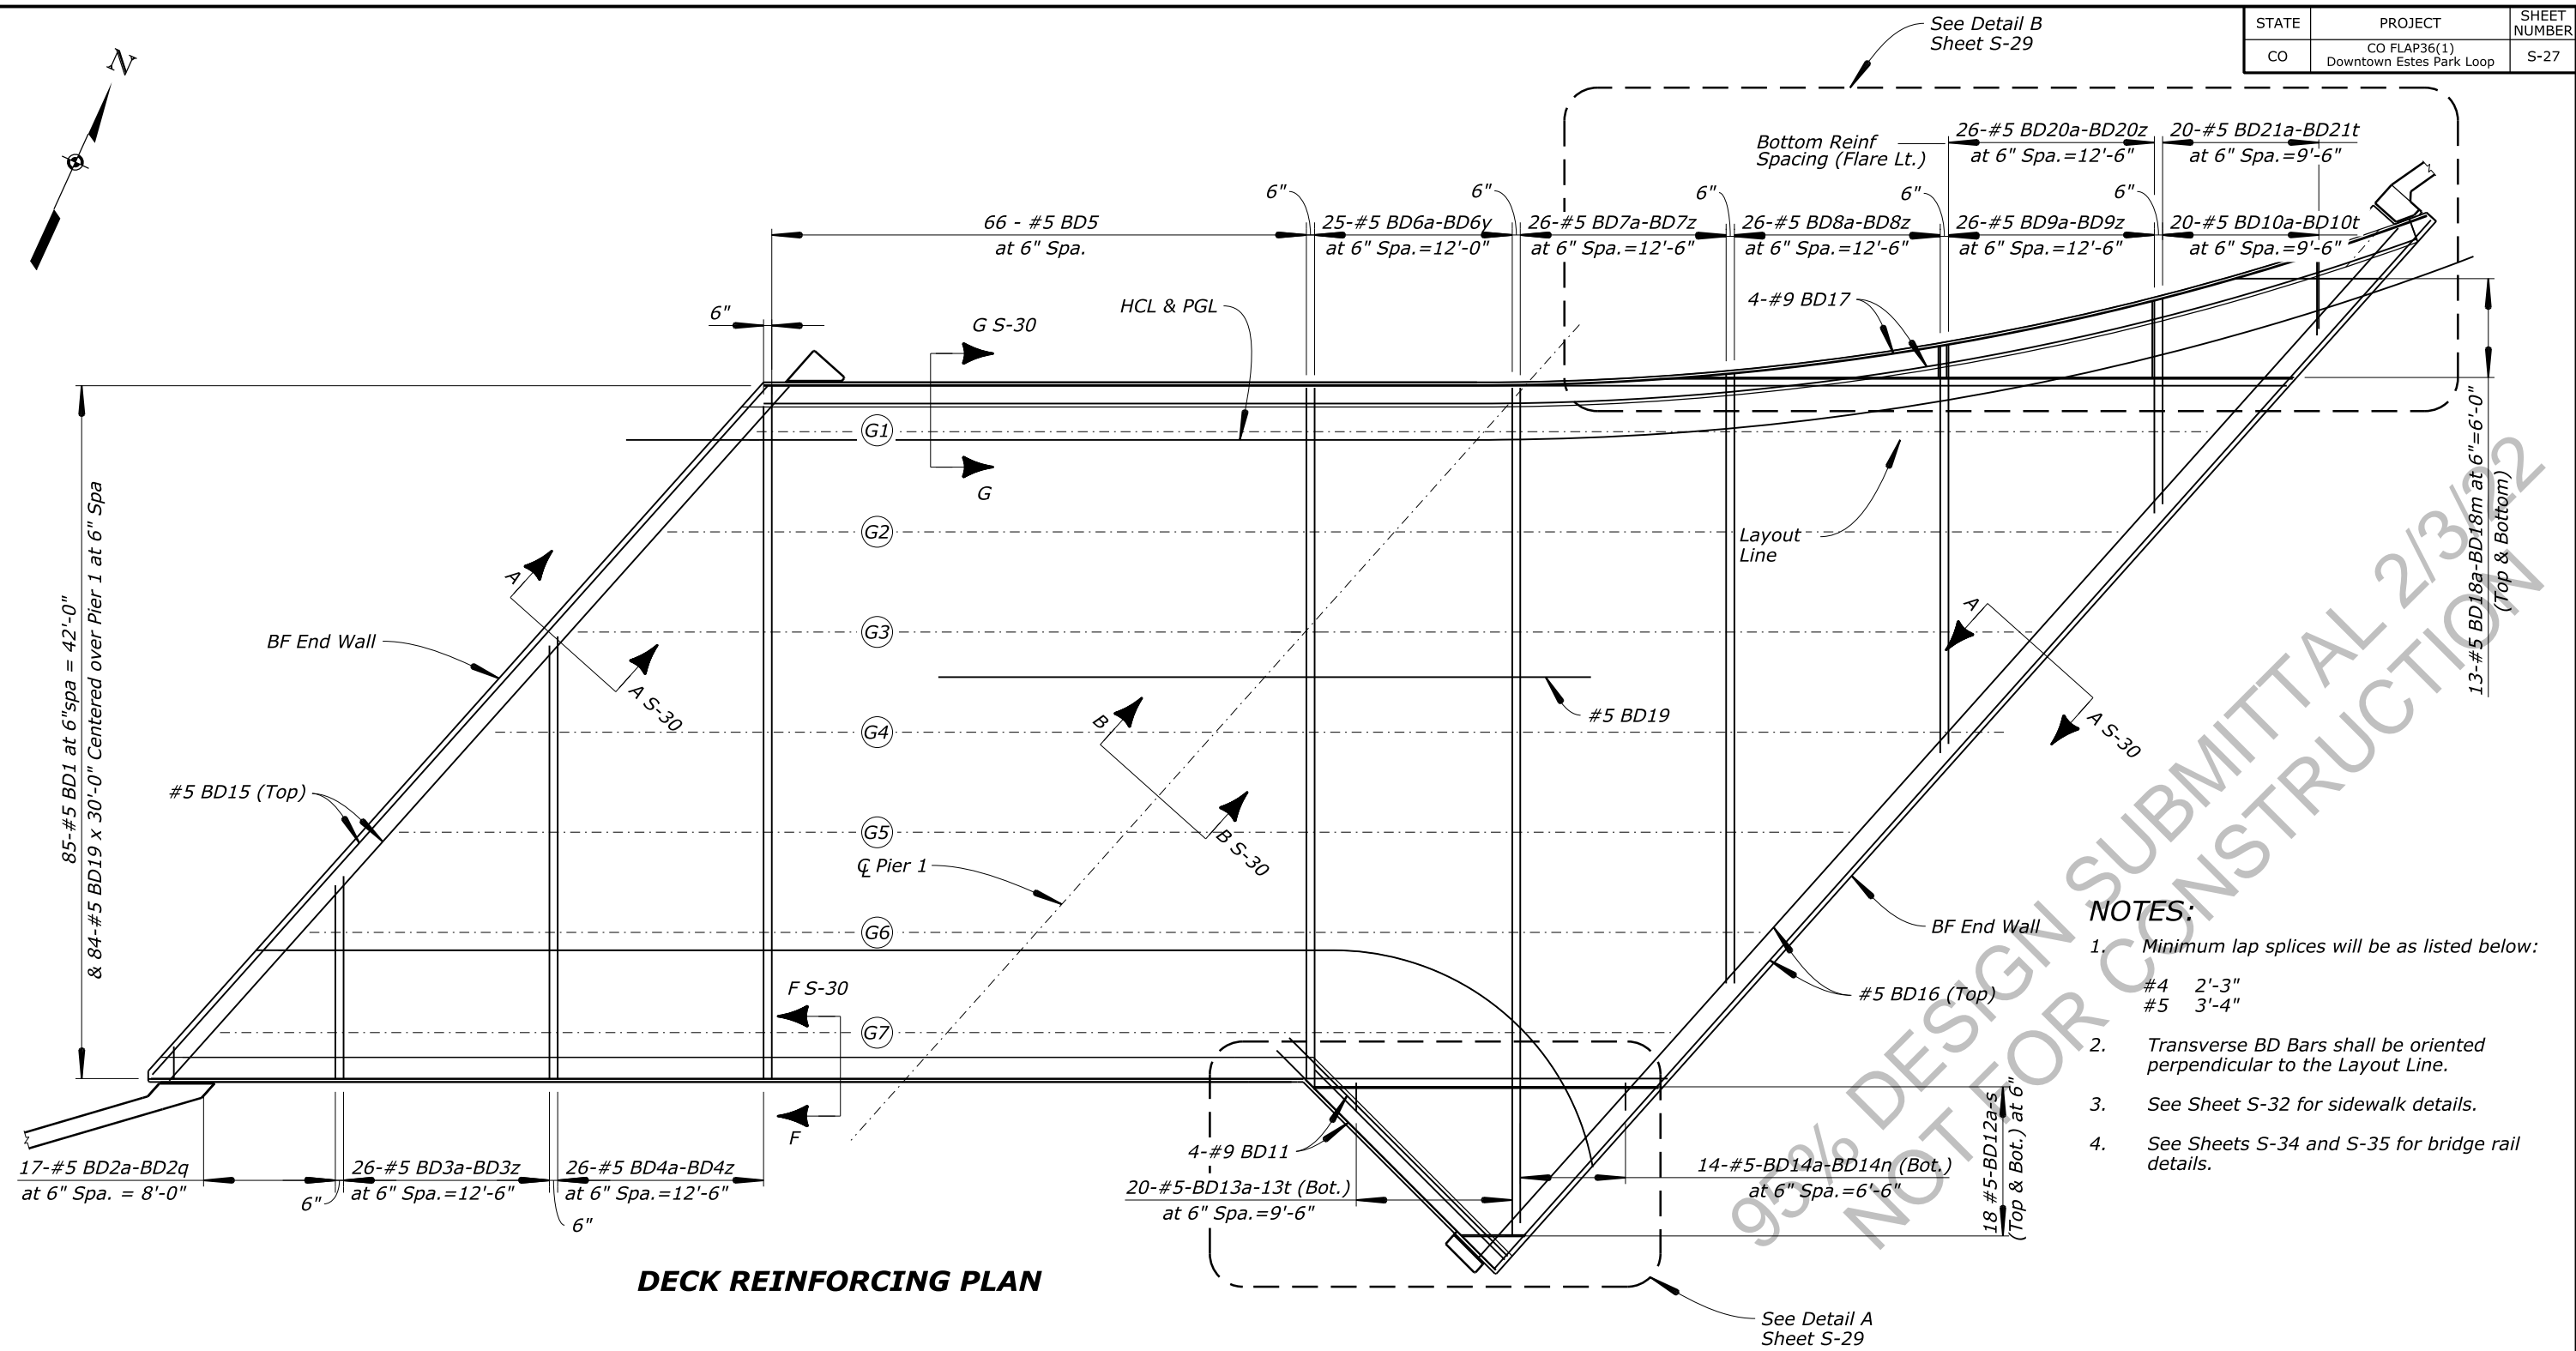 STATE PROJECT SHEET NUMBER
CO CO FLAP36(1) Downtown Estes Park Loop S-27
N
See Detail B
Sheet S-29
Bottom Reinf
Spacing (Flare Lt.)
26-#5 BD20a-BD20z
at 6" Spa.=12'-6"
20-#5 BD21a-BD21t
at 6" Spa.=9'-6"
6"
6"
6"
6"
6"
66 - #5 BD5
at 6" Spa.
25-#5 BD6a-BD6y
at 6" Spa.=12'-0"
26-#5 BD7a-BD7z
at 6" Spa.=12'-6"
26-#5 BD8a-BD8z
at 6" Spa.=12'-6"
26-#5 BD9a-BD9z
at 6" Spa.=12'-6"
20-#5 BD10a-BD10t
at 6" Spa.=9'-6"
6"
G S-30
HCL & PGL
4-#9 BD17
G
G1
G2
G3
G4
G5
G6
G7
Layout
Line
A
A S-30
BF End Wall
#5 BD19
B
B S-30
A
A S-30
85-#5 BD1 at 6"spa = 42'-0"
& 84-#5 BD19 x 30'-0" Centered over Pier 1 at 6" Spa
13-#5 BD18a-BD18m at 6"=6'-0"
(Top & Bottom)
#5 BD15 (Top)
℄ Pier 1
BF End Wall
#5 BD16 (Top)
F S-30
F
4-#9 BD11
17-#5 BD2a-BD2q
at 6" Spa. = 8'-0"
6"
26-#5 BD3a-BD3z
at 6" Spa.=12'-6"
6"
26-#5 BD4a-BD4z
at 6" Spa.=12'-6"
20-#5-BD13a-13t (Bot.)
at 6" Spa.=9'-6"
14-#5-BD14a-BD14n (Bot.)
at 6" Spa.=6'-6"
18 #5-BD12a-s
(Top & Bot.) at 6"
NOTES:
1. Minimum lap splices will be as listed below:
#4 2'-3"
#5 3'-4"
2. Transverse BD Bars shall be oriented
perpendicular to the Layout Line.
3. See Sheet S-32 for sidewalk details.
4. See Sheets S-34 and S-35 for bridge rail
details.
DECK REINFORCING PLAN
See Detail A
Sheet S-29
95% DESIGN SUBMITTAL 2/3/22
NOT FOR CONSTRUCTION